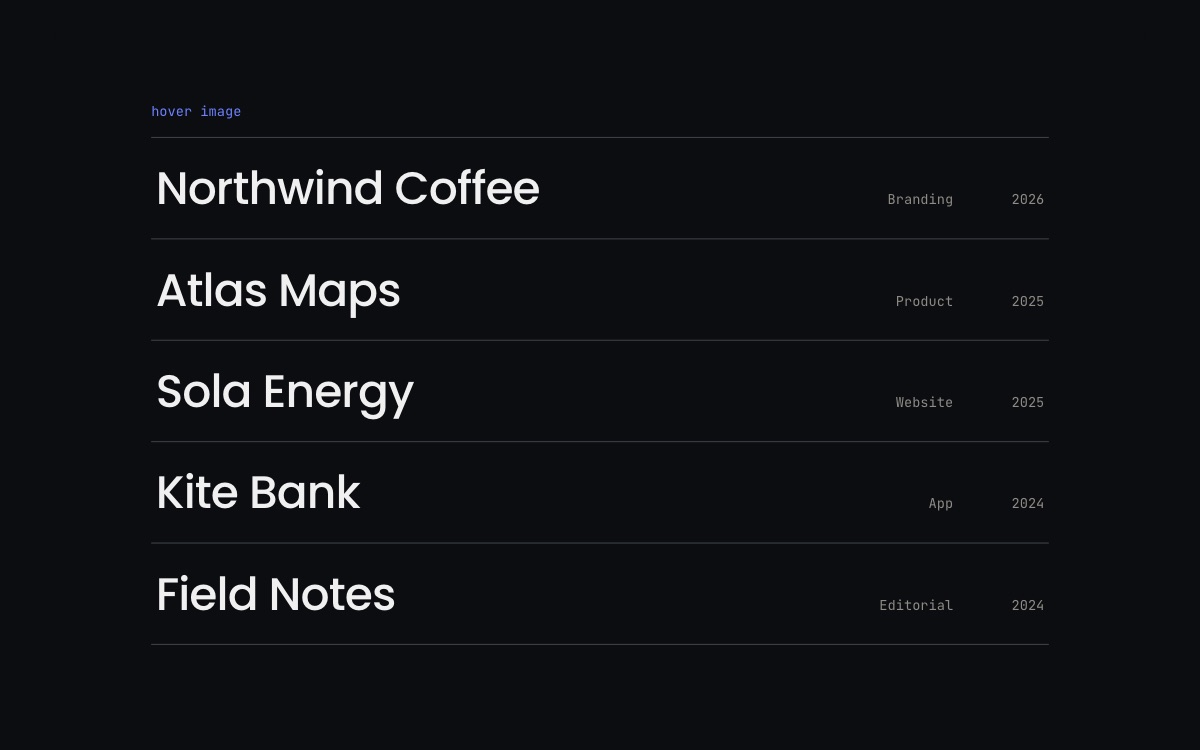 hover image
Northwind Coffee Branding 2026
Atlas Maps Product 2025
Sola Energy Website 2025
Kite Bank App 2024
Field Notes Editorial 2024